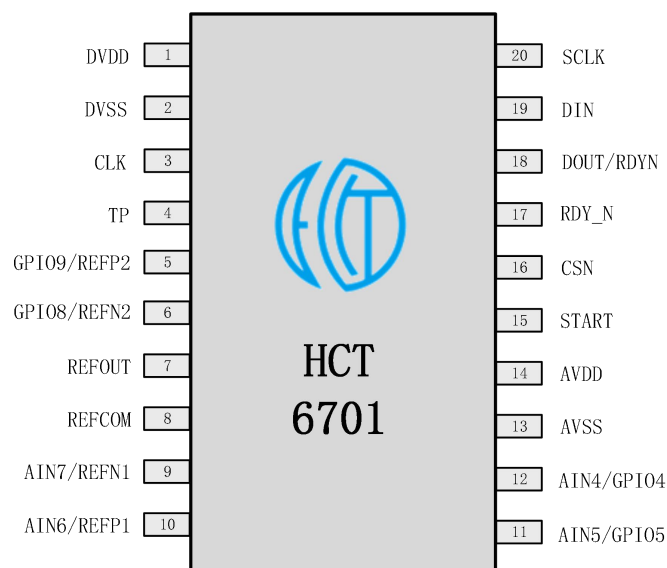 DVDD 1
DVSS 2
CLK 3
TP 4
GPIO9/REFP2 5
GPIO8/REFN2 6
REFOUT 7
REFCOM 8
AIN7/REFN1 9
AIN6/REFP1 10
HCT
6701
20 SCLK
19 DIN
18 DOUT/RDYN
17 RDY_N
16 CSN
15 START
14 AVDD
13 AVSS
12 AIN4/GPIO4
11 AIN5/GPIO5